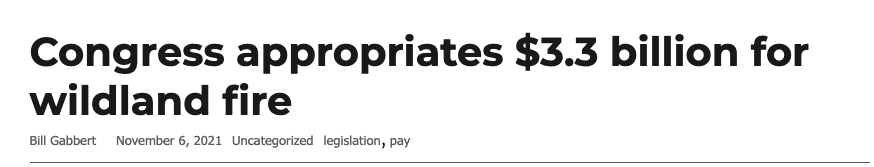 Congress appropriates $3.3 billion for
wildland fire
Bill Gabbert November 6, 2021 Uncategorized legislation, pay